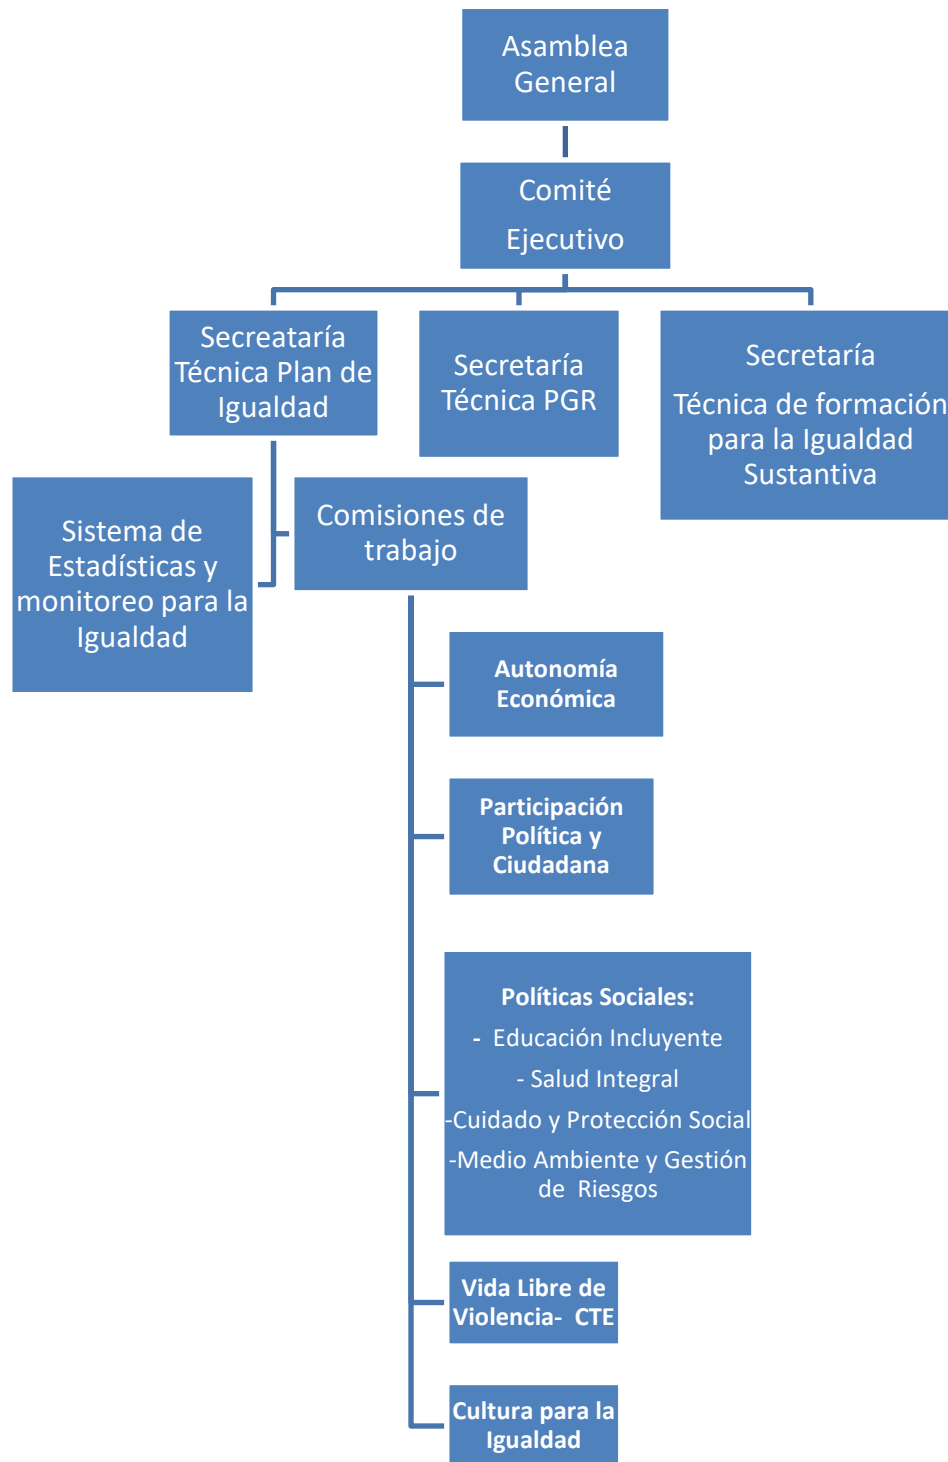 Asamblea
General
Comité
Ejecutivo
Secreataría
Técnica Plan de
Igualdad
Secretaría
Técnica PGR
Secretaría
Técnica de formación
para la Igualdad
Sustantiva
Sistema de
Estadísticas y
monitoreo para la
Igualdad
Comisiones de
trabajo
Autonomía
Económica
Participación
Política y
Ciudadana
Políticas Sociales:
- Educación Incluyente
- Salud Integral
-Cuidado y Protección Social
-Medio Ambiente y Gestión
de Riesgos
Vida Libre de
Violencia- CTE
Cultura para la
Igualdad